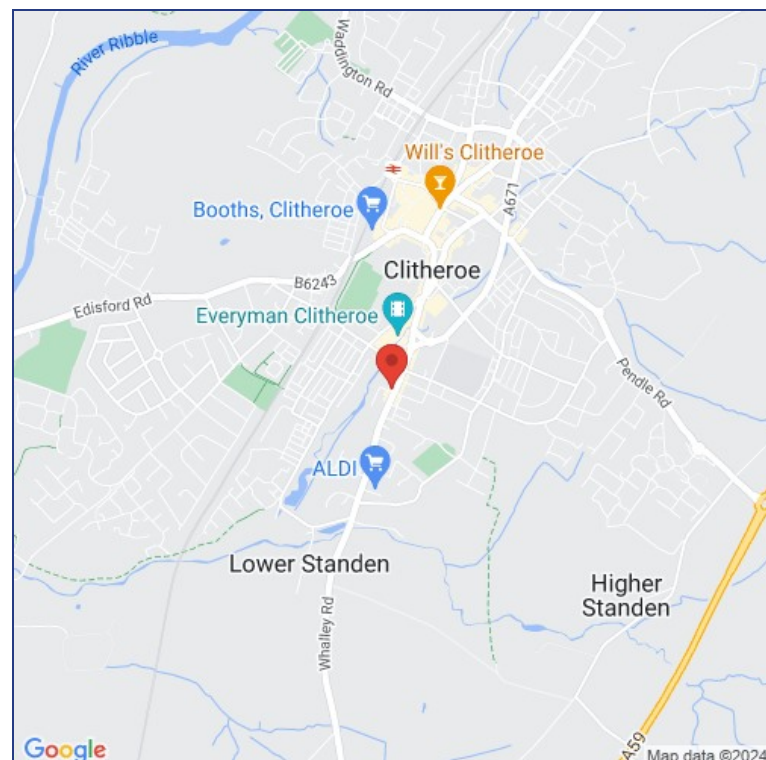 River Ribble
Waddington Rd
Will's Clitheroe
Booths, Clitheroe
A671
Clitheroe
B6243
Edisford Rd
Everyman Clitheroe
Pendle Rd
ALDI
Lower Standen
Higher
Standen
Whalley Rd
A59
Google
Map data ©2024